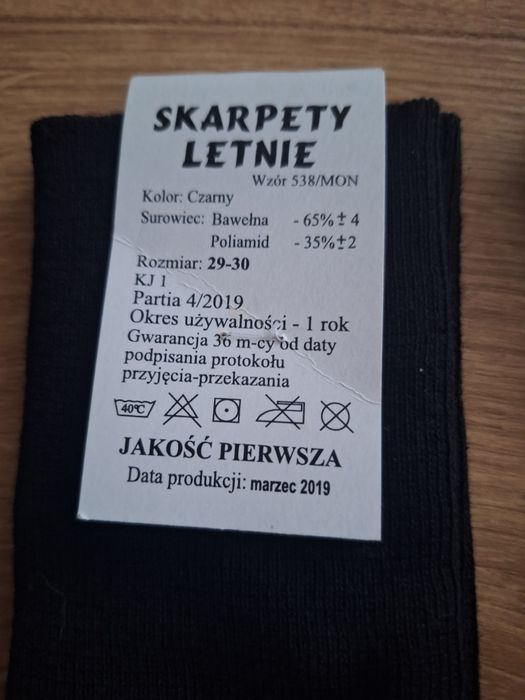 SKARPETY
LETNIE
Wzór 538/MON
Kolor: Czarny
Surowiec: Bawełna - 65% ± 4
Poliamid - 35%±2
Rozmiar: 29-30
KJ 1
Partia 4/2019
Okres używalności - 1 rok
Gwarancja 36 m-cy od daty
podpisania protokołu
przyjęcia-przekazania
40°C
JAKOŚĆ PIERWSZA
Data produkcji: marzec 2019